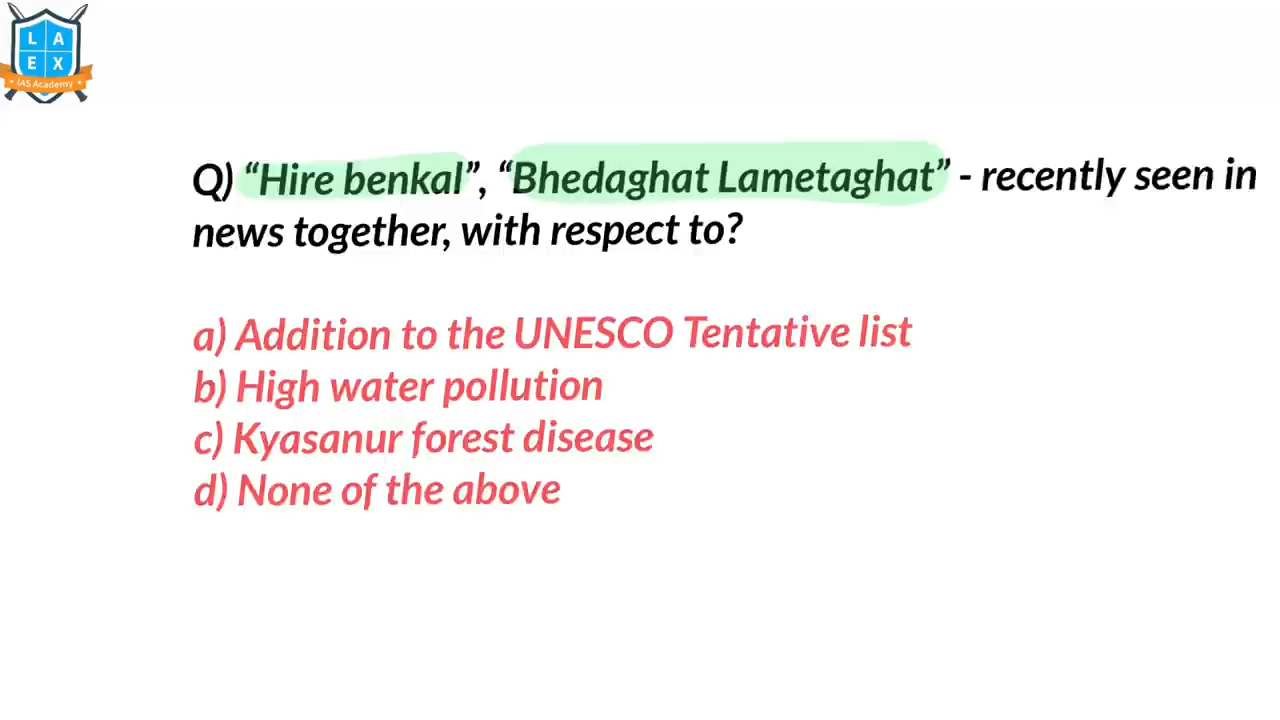 L A
E X
IAS Academy
Q) “Hire benkal”, “Bhedaghat Lametaghat” - recently seen in
news together, with respect to?
a) Addition to the UNESCO Tentative list
b) High water pollution
c) Kyasanur forest disease
d) None of the above